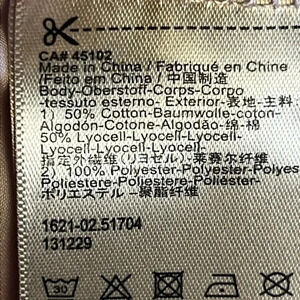 CA# 45102
Made in China / Fabriqué en Chine
/Feito em China / 中国制造
Body-Oberstoff-Corps-Corpo
-tessuto esterno- Exterior-表地-主料
1) 50% Cotton-Baumwolle-coton-
Algodón-Cotone-Algodão-綿-棉
50% Lyocell-Lyocell-Lyocell-
Lyocell-Lyocell-Lyocell-
指定外繊維(リヨセル)-莱赛尔纤维
2) 100% Polyester-Polyester-Polyes
Poliestere-Poliestere-Poliéster-
ポリエステル -聚酯纤维
1621-02.51704
131229
30